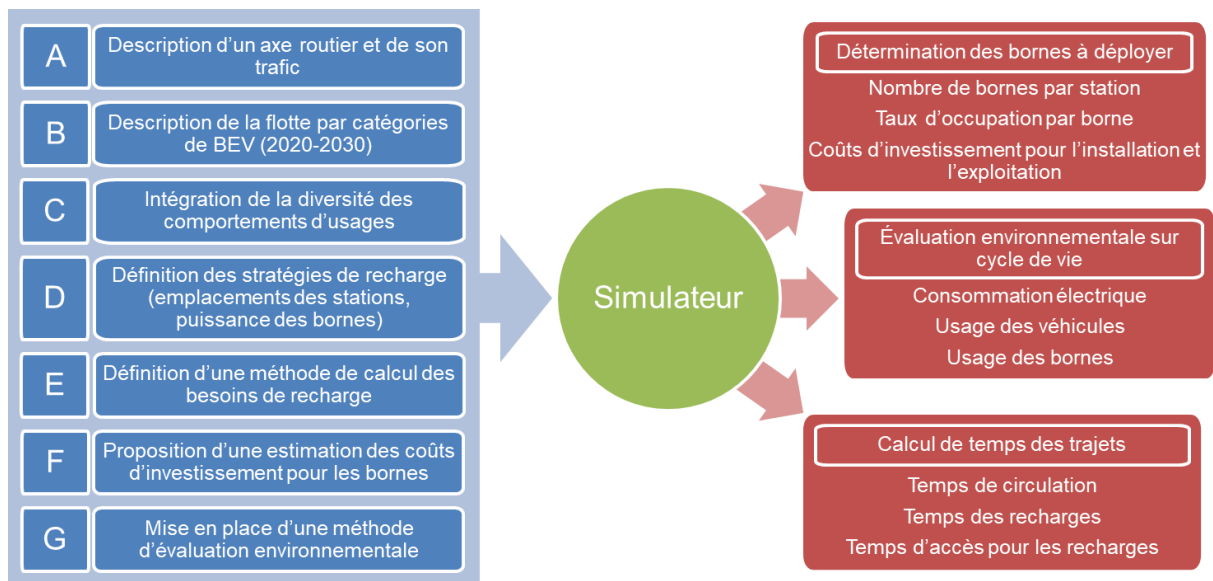 A
Description d'un axe routier et de son
trafic
B
Description de la flotte par catégories
de BEV (2020-2030)
C
Intégration de la diversité des
comportements d'usages
D
Définition des stratégies de recharge
(emplacements des stations,
puissance des bornes)
E
Définition d'une méthode de calcul des
besoins de recharge
F
Proposition d'une estimation des coûts
d'investissement pour les bornes
G
Mise en place d'une méthode
d'évaluation environnementale
Simulateur
Détermination des bornes à déployer
Nombre de bornes par station
Taux d'occupation par borne
Coûts d'investissement pour l'installation et
l'exploitation
Évaluation environnementale sur
cycle de vie
Consommation électrique
Usage des véhicules
Usage des bornes
Calcul de temps des trajets
Temps de circulation
Temps des recharges
Temps d'accès pour les recharges